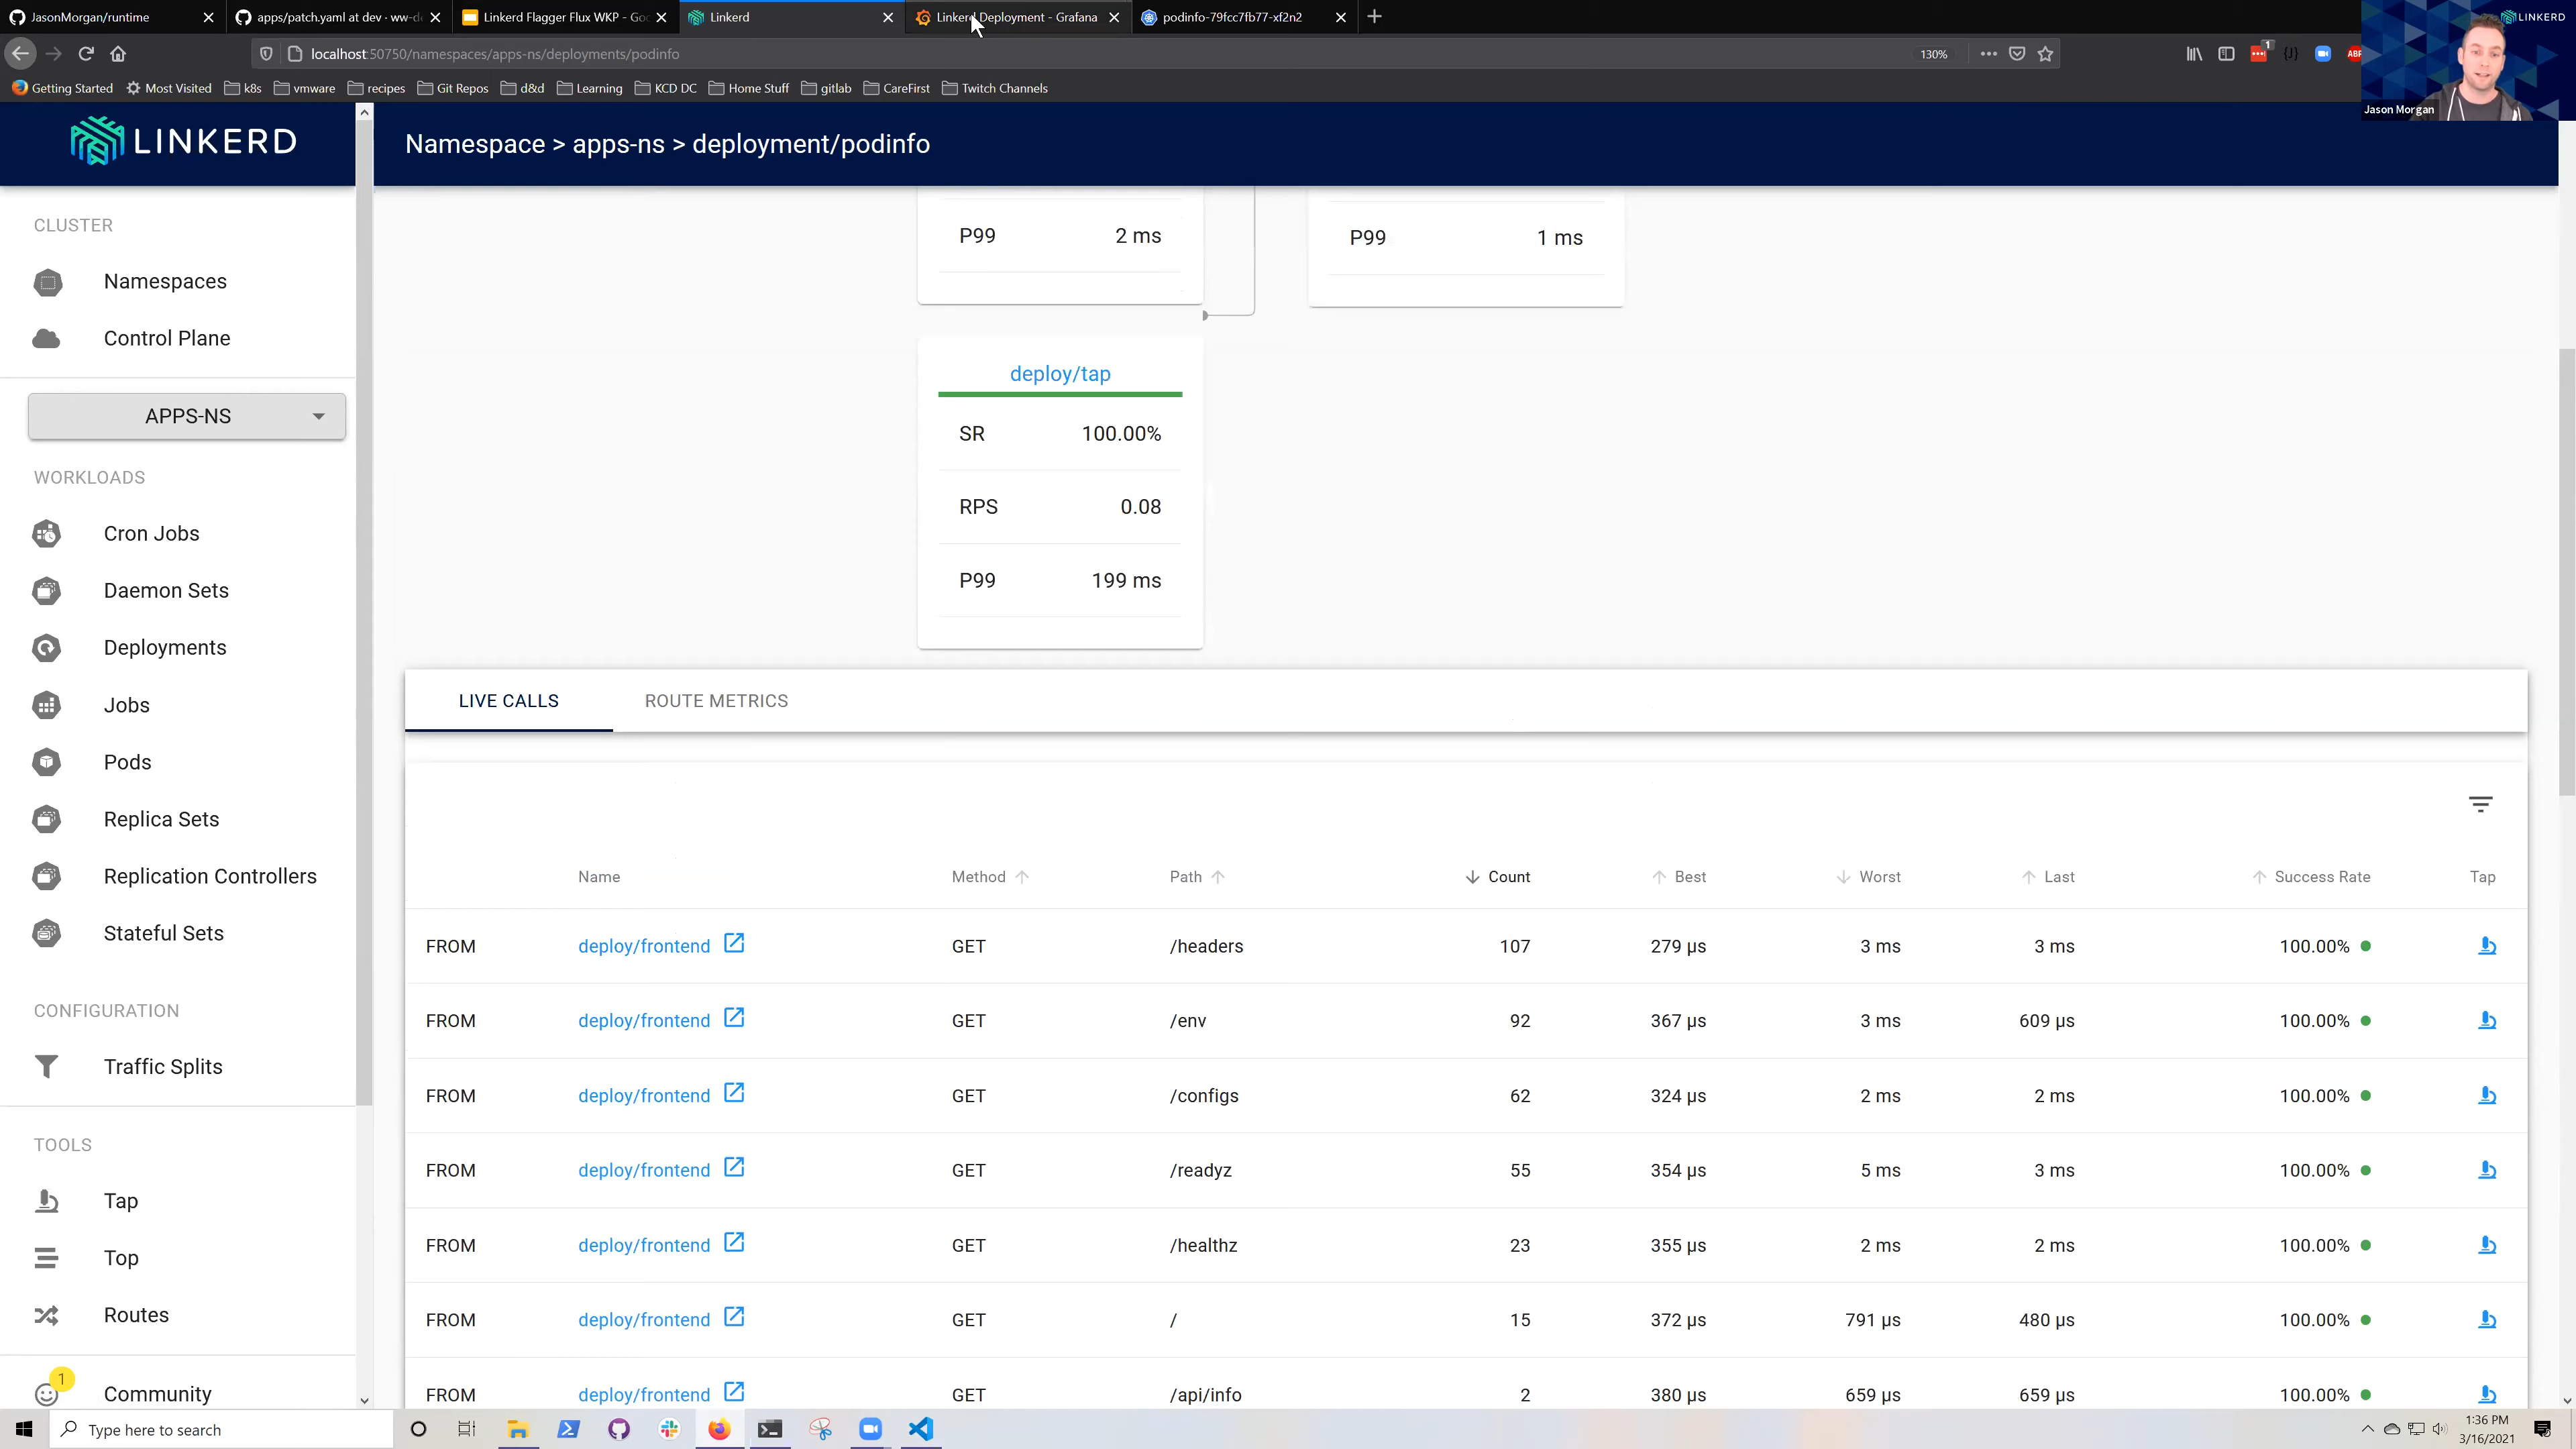 JasonMorgan/runtime
apps/patch.yaml at dev · ww-d
Linkerd Flagger Flux WKP - Goo
Linkerd
Linkerd Deployment - Grafana
podinfo-79fcc7fb77-xf2n2
LINKERD
localhost:50750/namespaces/apps-ns/deployments/podinfo
130%
1
ABP
Getting Started
Most Visited
k8s
vmware
recipes
Git Repos
d&d
Learning
KCD DC
Home Stuff
gitlab
CareFirst
Twitch Channels
Jason Morgan
LINKERD
Namespace > apps-ns > deployment/podinfo
CLUSTER
Namespaces
Control Plane
APPS-NS
WORKLOADS
Cron Jobs
Daemon Sets
Deployments
Jobs
Pods
Replica Sets
Replication Controllers
Stateful Sets
CONFIGURATION
Traffic Splits
TOOLS
Tap
Top
Routes
1
Community
P99 2 ms
P99 1 ms
deploy/tap
SR 100.00%
RPS 0.08
P99 199 ms
LIVE CALLS ROUTE METRICS
Name Method Path Count Best Worst Last Success Rate Tap
FROM deploy/frontend GET /headers 107 279 µs 3 ms 3 ms 100.00%
FROM deploy/frontend GET /env 92 367 µs 3 ms 609 µs 100.00%
FROM deploy/frontend GET /configs 62 324 µs 2 ms 2 ms 100.00%
FROM deploy/frontend GET /readyz 55 354 µs 5 ms 3 ms 100.00%
FROM deploy/frontend GET /healthz 23 355 µs 2 ms 2 ms 100.00%
FROM deploy/frontend GET / 15 372 µs 791 µs 480 µs 100.00%
FROM deploy/frontend GET /api/info 2 380 µs 659 µs 659 µs 100.00%
Type here to search
1:36 PM
3/16/2021